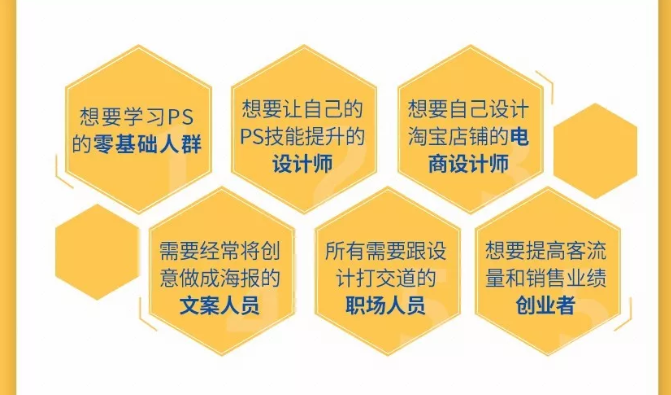 想要学习PS
的零基础人群
想要让自己的
PS技能提升的
设计师
想要自己设计
淘宝店铺的电
商设计师
需要经常将创
意做成海报的
文案人员
所有需要跟设
计打交道的
职场人员
想要提高客流
量和销售业绩
创业者